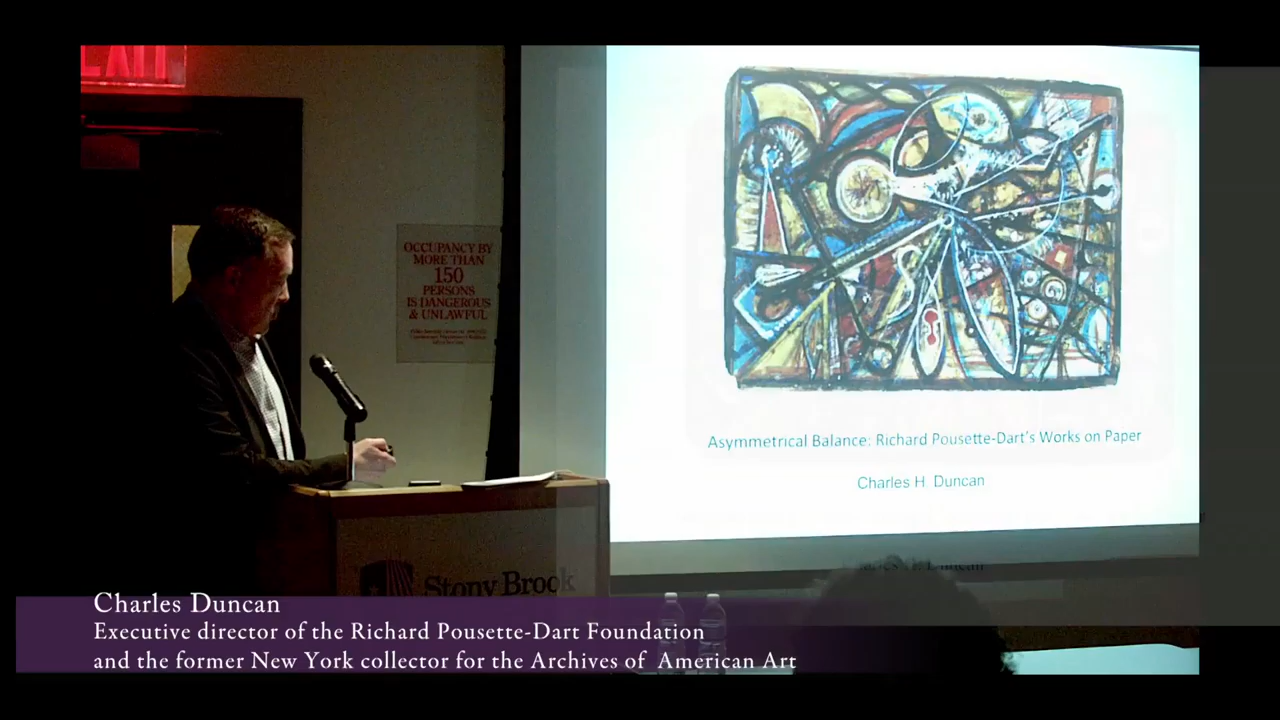 EXIT
OCCUPANCY BY
MORE THAN
150
PERSONS
IS DANGEROUS
& UNLAWFUL
Asymmetrical Balance: Richard Pousette-Dart's Works on Paper
Charles H. Duncan
Stony Brook
Charles Duncan
Executive director of the Richard Pousette-Dart Foundation
and the former New York collector for the Archives of American Art